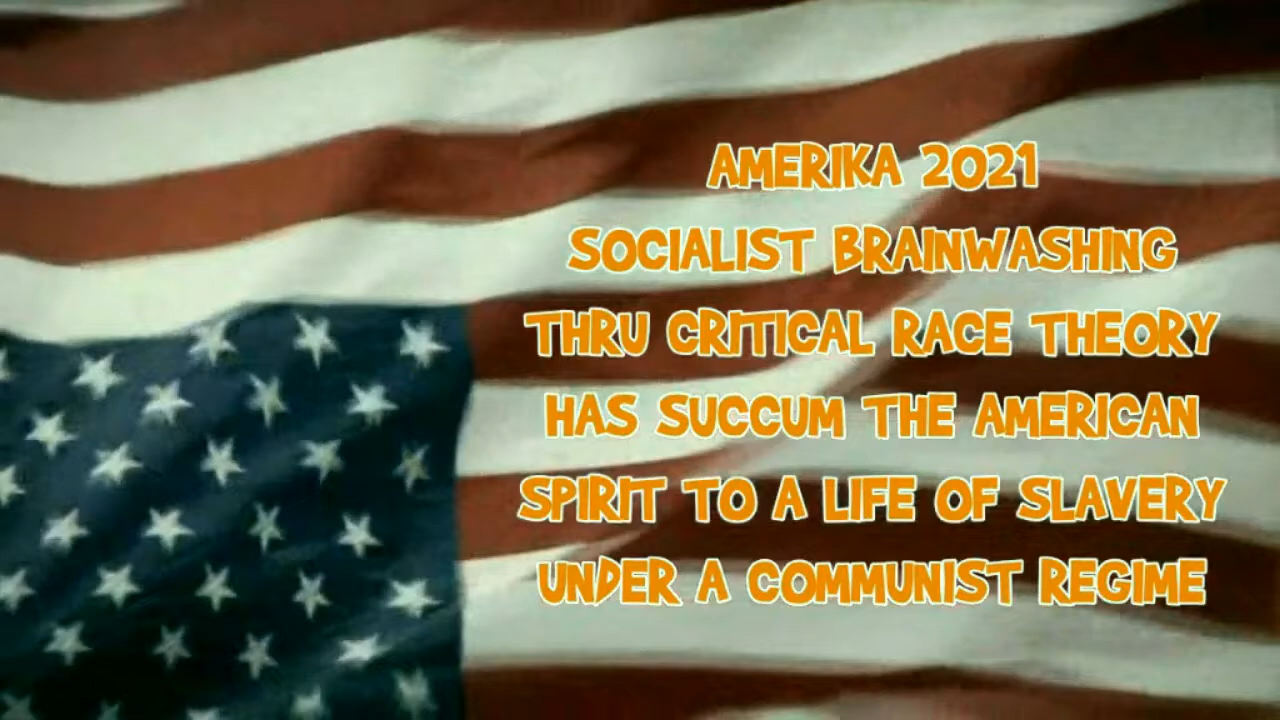 AMERIKA 2021
SOCIALIST BRAINWASHING
THRU CRITICAL RACE THEORY
HAS SUCCUM THE AMERICAN
SPIRIT TO A LIFE OF SLAVERY
UNDER A COMMUNIST REGIME